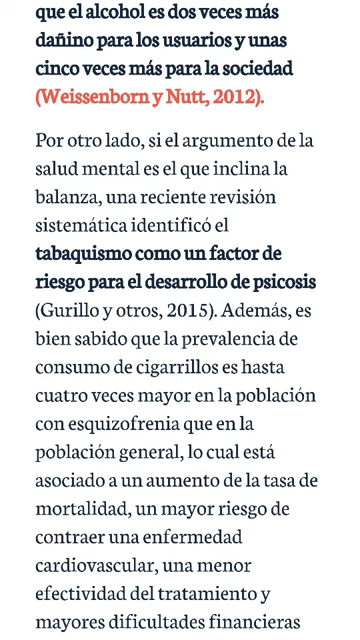 que el alcohol es dos veces más
dañino para los usuarios y unas
cinco veces más para la sociedad
(Weissenborn y Nutt, 2012).
Por otro lado, si el argumento de la
salud mental es el que inclina la
balanza, una reciente revisión
sistemática identificó el
tabaquismo como un factor de
riesgo para el desarrollo de psicosis
(Gurillo y otros, 2015). Además, es
bien sabido que la prevalencia de
consumo de cigarrillos es hasta
cuatro veces mayor en la población
con esquizofrenia que en la
población general, lo cual está
asociado a un aumento de la tasa de
mortalidad, un mayor riesgo de
contraer una enfermedad
cardiovascular, una menor
efectividad del tratamiento y
mayores dificultades financieras